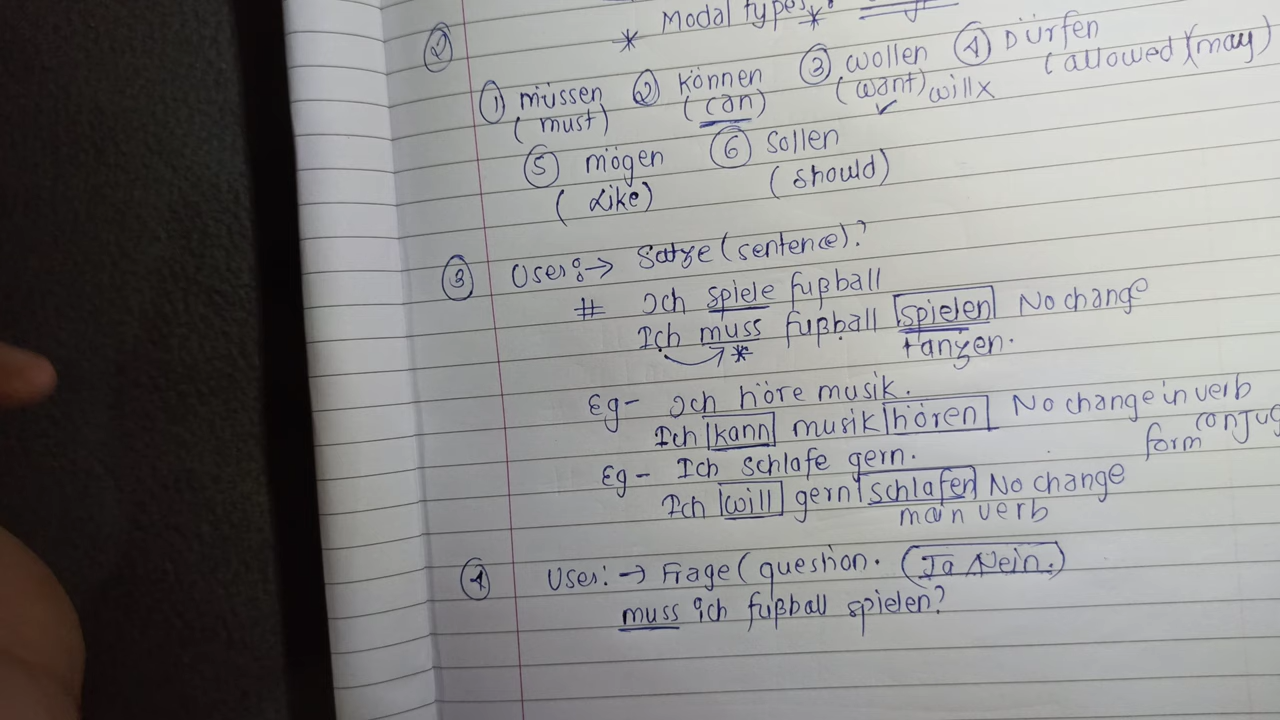 * Modal types *
②
① müssen ② können ③ wollen ④ Dürfen
(must) (can) (want) will x (allowed)(may)
⑤ mögen ⑥ Sollen
(Like) (should)
③ Uses:→ Satze (sentence).?
# Ich spiele fußball
Ich muss fußball spielen No change
* tanzen.
Eg- Ich höre musik.
Ich kann musik hören No change in verb
form conjug
Eg- Ich schlafe gern.
Ich will gern schlafen No change
main verb
④ Uses:→ Frage (question. Ja Nein.)
muss ich fußball spielen?